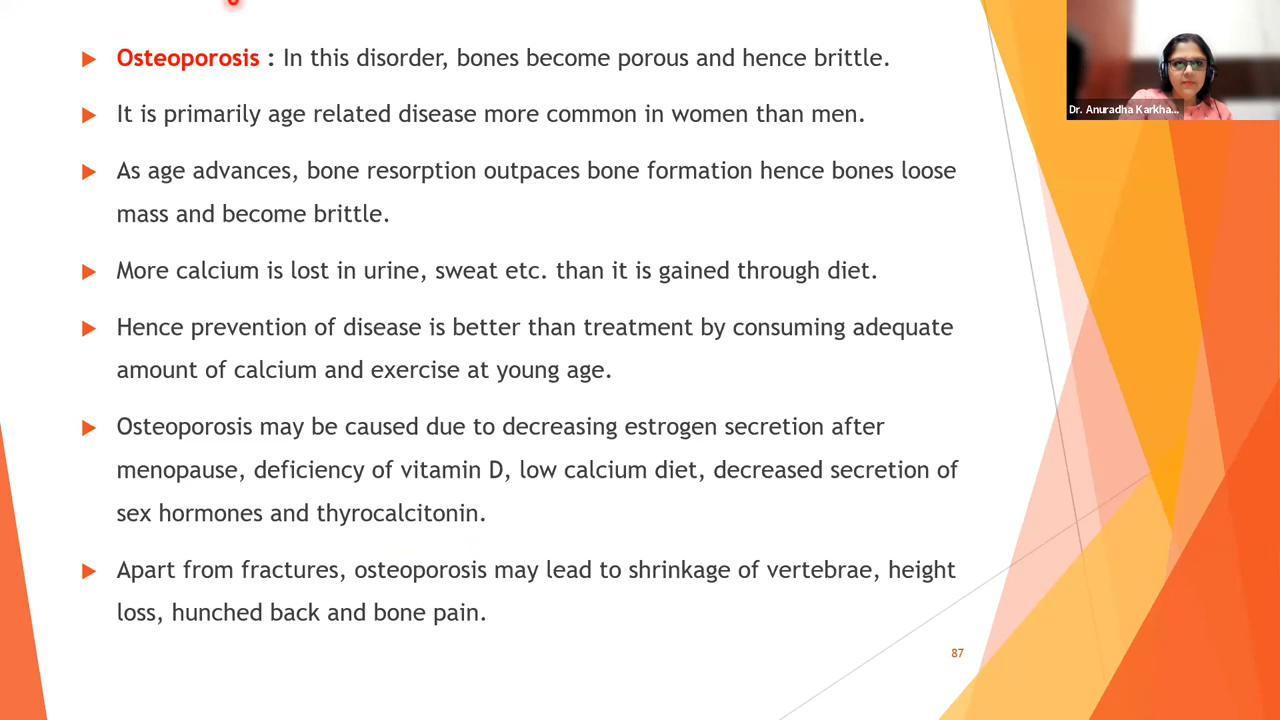 Osteoporosis : In this disorder, bones become porous and hence brittle.
It is primarily age related disease more common in women than men.
As age advances, bone resorption outpaces bone formation hence bones loose
mass and become brittle.
More calcium is lost in urine, sweat etc. than it is gained through diet.
Hence prevention of disease is better than treatment by consuming adequate
amount of calcium and exercise at young age.
Osteoporosis may be caused due to decreasing estrogen secretion after
menopause, deficiency of vitamin D, low calcium diet, decreased secretion of
sex hormones and thyrocalcitonin.
Apart from fractures, osteoporosis may lead to shrinkage of vertebrae, height
loss, hunched back and bone pain.
87
Dr. Anuradha Karkha...